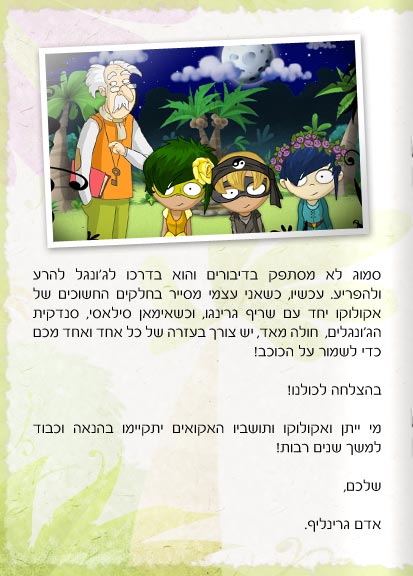 סמוג לא מסתפק בדיבורים והוא בדרכו לג'ונגל להרע
ולהפריע. עכשיו, כשאני עצמי מסייר בחלקים החשוכים של
אקולוקו יחד עם שריף גרינגו, וכשאימאן סילאסי, סנדקית
הג'ונגלים,  חולה מאד, יש צורך בעזרה של כל אחד ואחד מכם
כדי לשמור על הכוכב!
בהצלחה לכולנו!
מי ייתן ואקולוקו ותושביו האקואים יתקיימו בהנאה וכבוד
למשך שנים רבות!
שלכם,
אדם גרינליף.